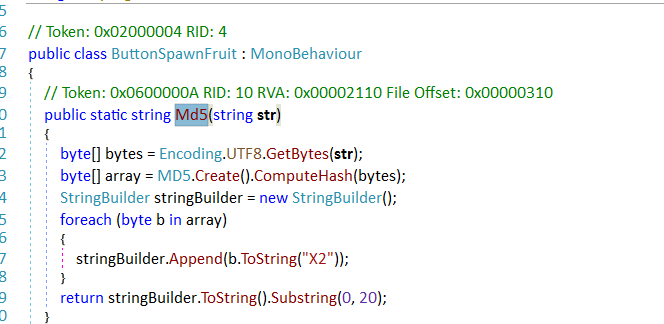 5
6 // Token: 0x02000004 RID: 4
7 public class ButtonSpawnFruit : MonoBehaviour
8 {
9 // Token: 0x0600000A RID: 10 RVA: 0x00002110 File Offset: 0x00000310
0 public static string Md5(string str)
1 {
2 byte[] bytes = Encoding.UTF8.GetBytes(str);
3 byte[] array = MD5.Create().ComputeHash(bytes);
4 StringBuilder stringBuilder = new StringBuilder();
5 foreach (byte b in array)
6 {
7 stringBuilder.Append(b.ToString("X2"));
8 }
9 return stringBuilder.ToString().Substring(0, 20);
0 }